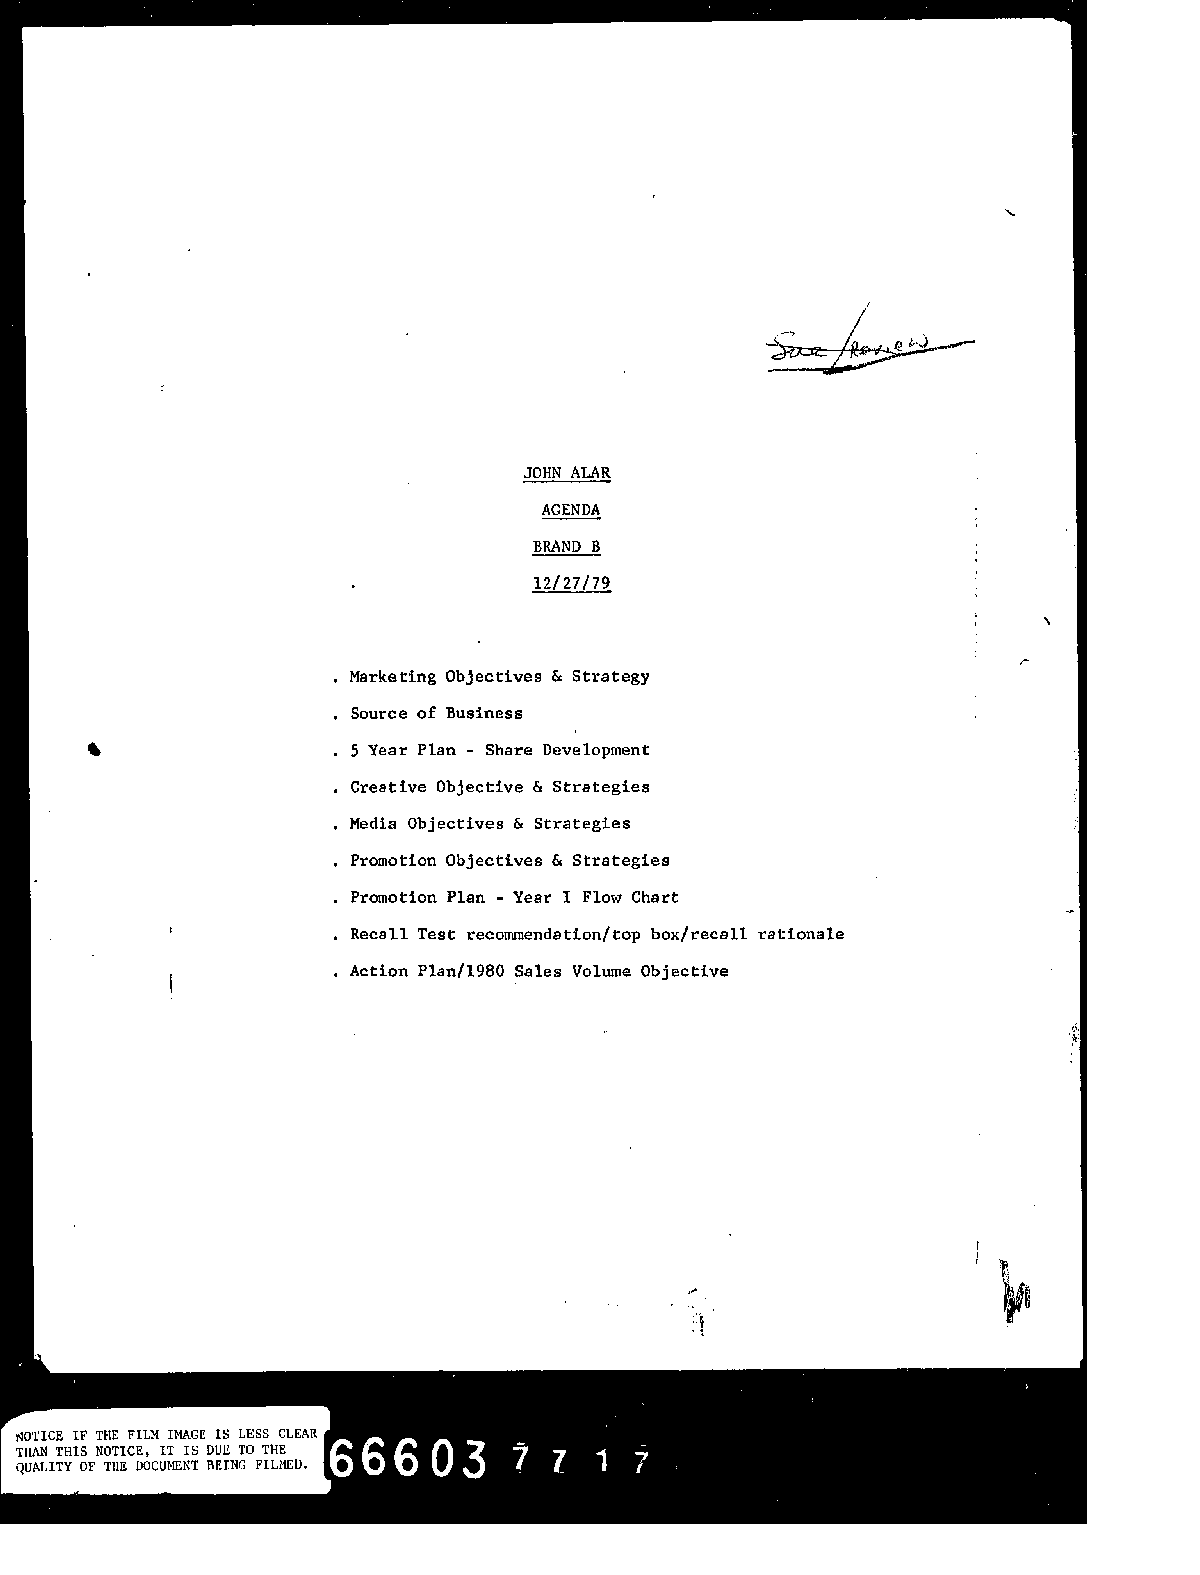 Sue/Review
JOHN ALAR
AGENDA
BRAND B
12/27/79
. Marketing Objectives & Strategy
. Source of Business
. 5 Year Plan - Share Development
. Creative Objective & Strategies
. Media Objectives & Strategies
. Promotion Objectives & Strategies
. Promotion Plan - Year I Flow Chart
. Recall Test recommendation/top box/recall rationale
. Action Plan/1980 Sales Volume Objective
NOTICE IF THE FILM IMAGE IS LESS CLEAR
THAN THIS NOTICE, IT IS DUE TO THE
QUALITY OF THE DOCUMENT BEING FILMED.
66603 7717